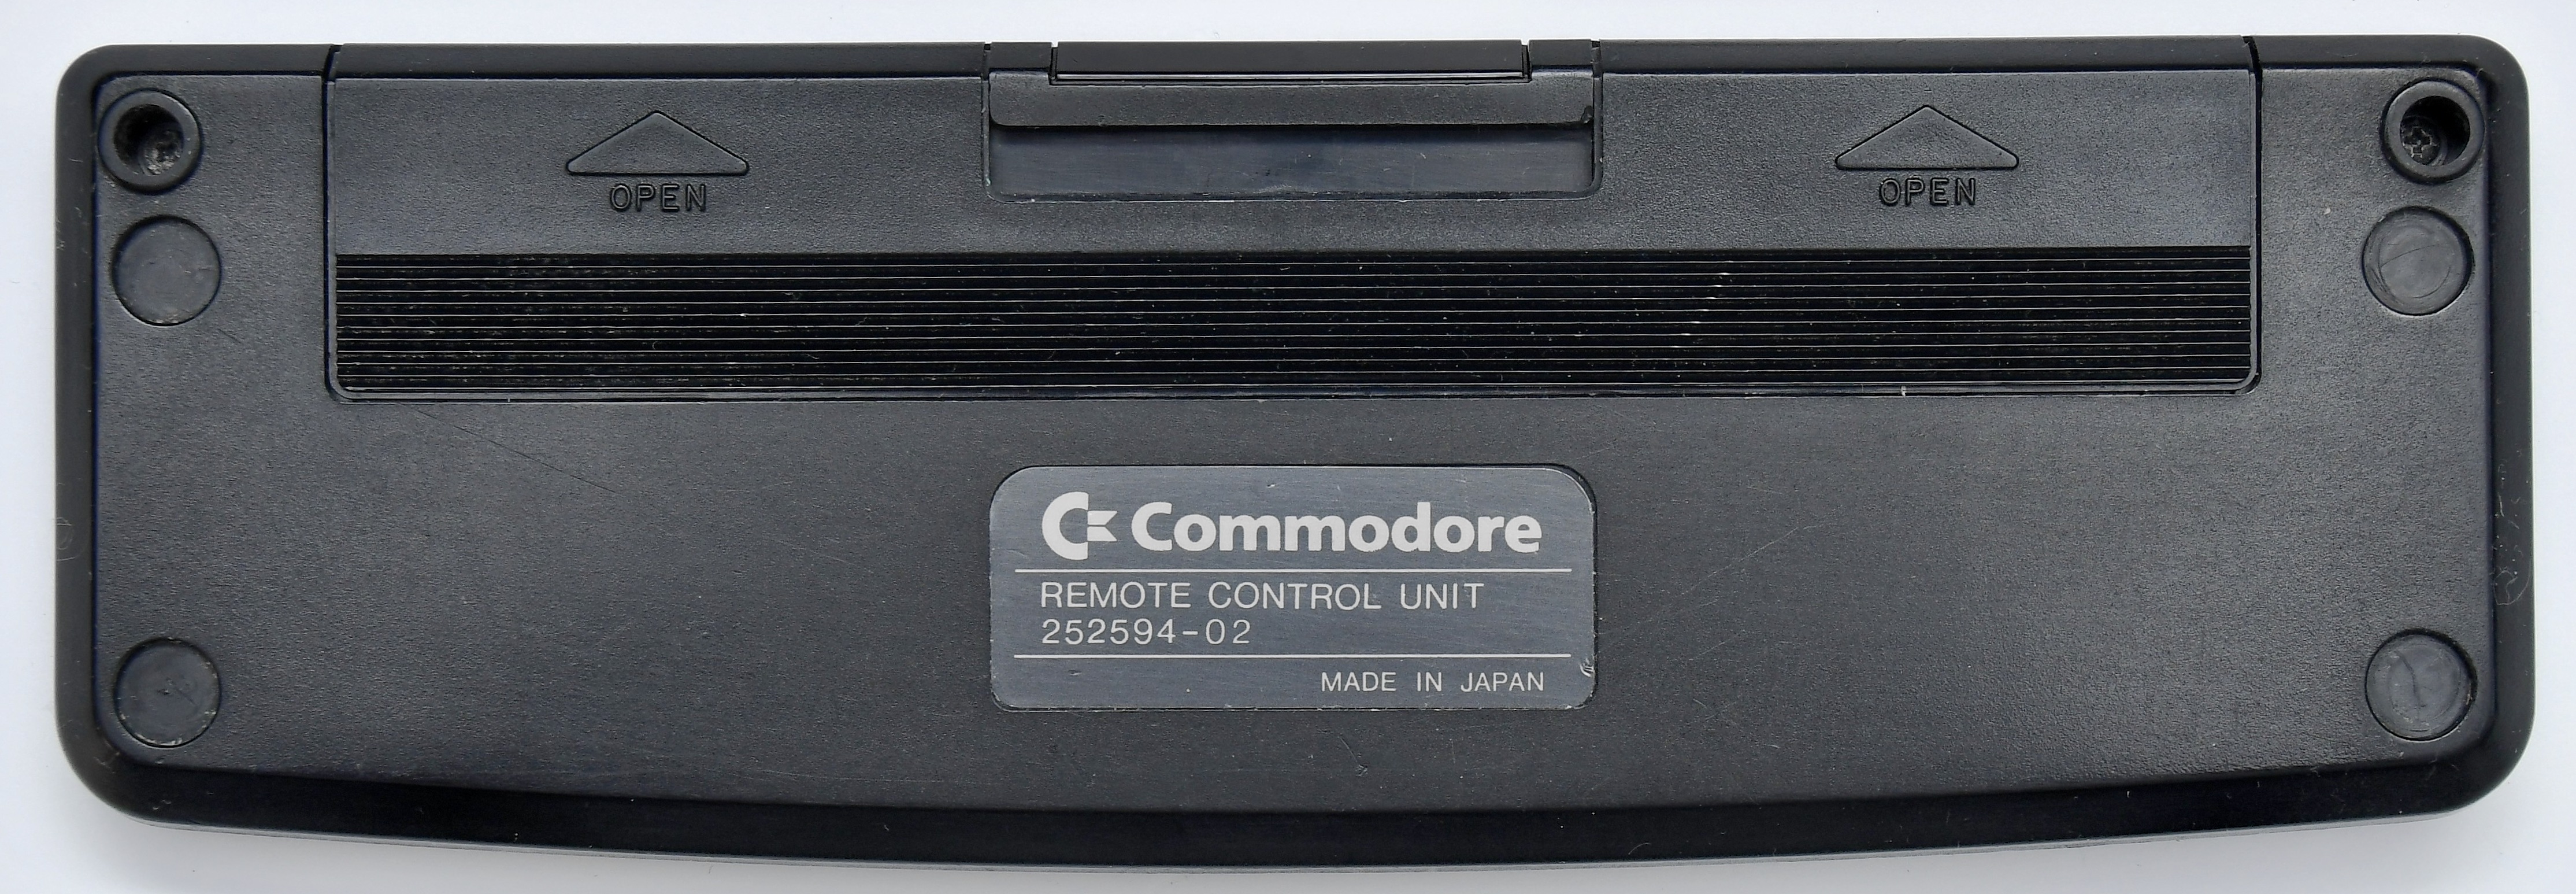 OPEN
OPEN
Commodore
REMOTE CONTROL UNIT
252594-02
MADE IN JAPAN